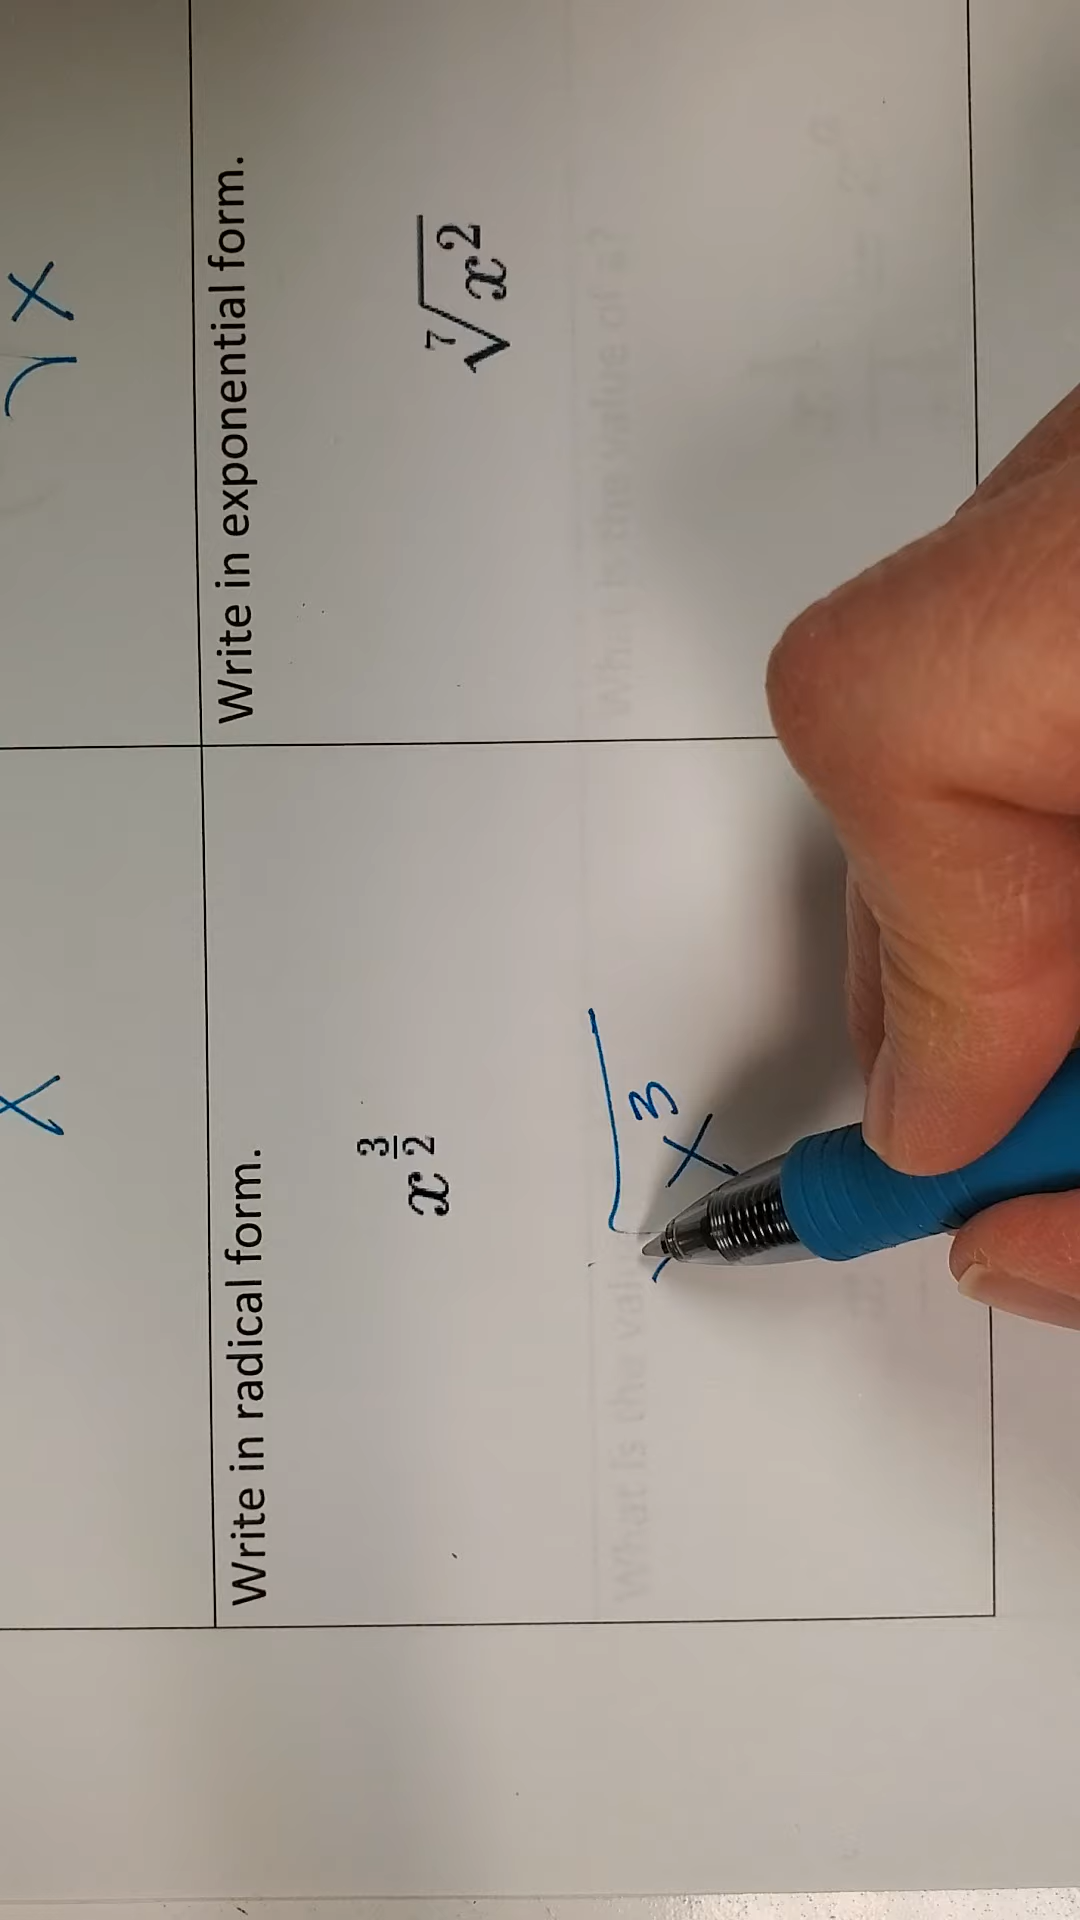 x
√x
Write in radical form.
Write in exponential form.
x^{3/2}
⁷√x²
√x³